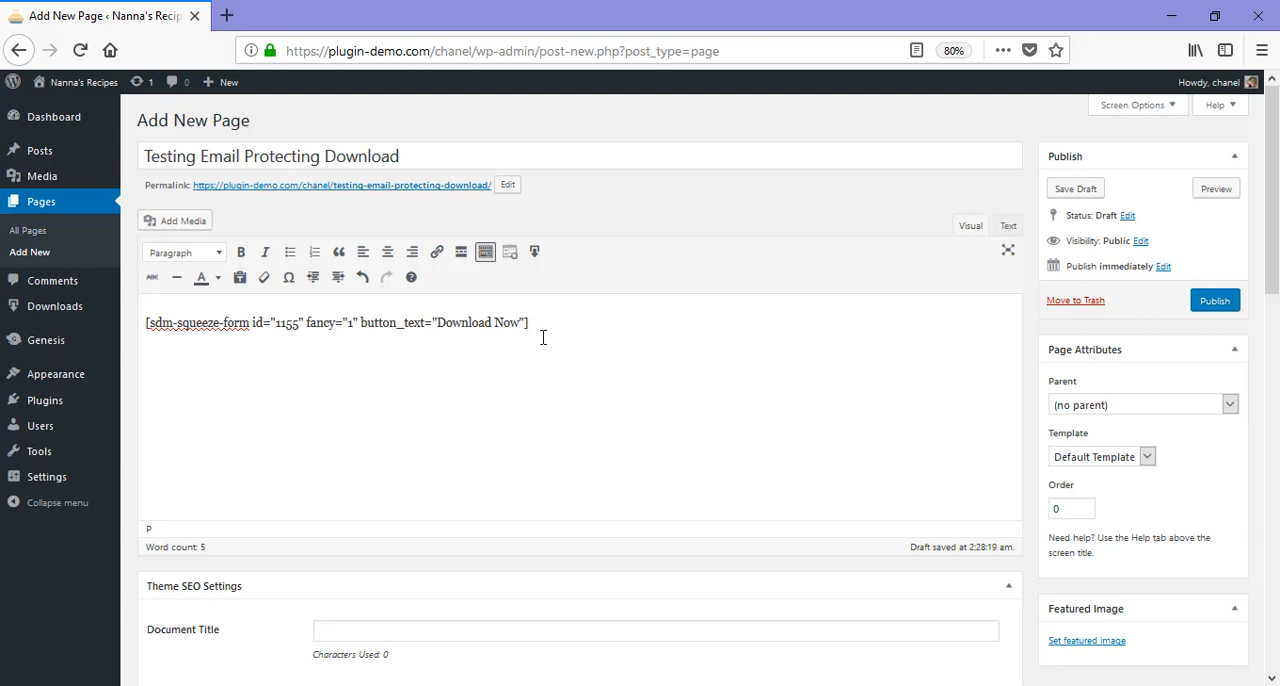 Add New Page ‹ Nanna's Recip
https://plugin-demo.com/chanel/wp-admin/post-new.php?post_type=page
80%
Nanna's Recipes
1
0
New
Howdy, chanel
Dashboard
Posts
Media
Pages
All Pages
Add New
Comments
Downloads
Genesis
Appearance
Plugins
Users
Tools
Settings
Collapse menu
Screen Options
Help
Add New Page
Testing Email Protecting Download
Permalink: https://plugin-demo.com/chanel/testing-email-protecting-download/ Edit
Add Media
Visual
Text
Paragraph
B
I
ABC
A
[sdm-squeeze-form id="1155" fancy="1" button_text="Download Now"]
P
Word count: 5
Draft saved at 2:28:19 am.
Theme SEO Settings
Document Title
Characters Used: 0
Publish
Save Draft
Preview
Status: Draft Edit
Visibility: Public Edit
Publish immediately Edit
Move to Trash
Publish
Page Attributes
Parent
(no parent)
Template
Default Template
Order
0
Need help? Use the Help tab above the
screen title.
Featured Image
Set featured image